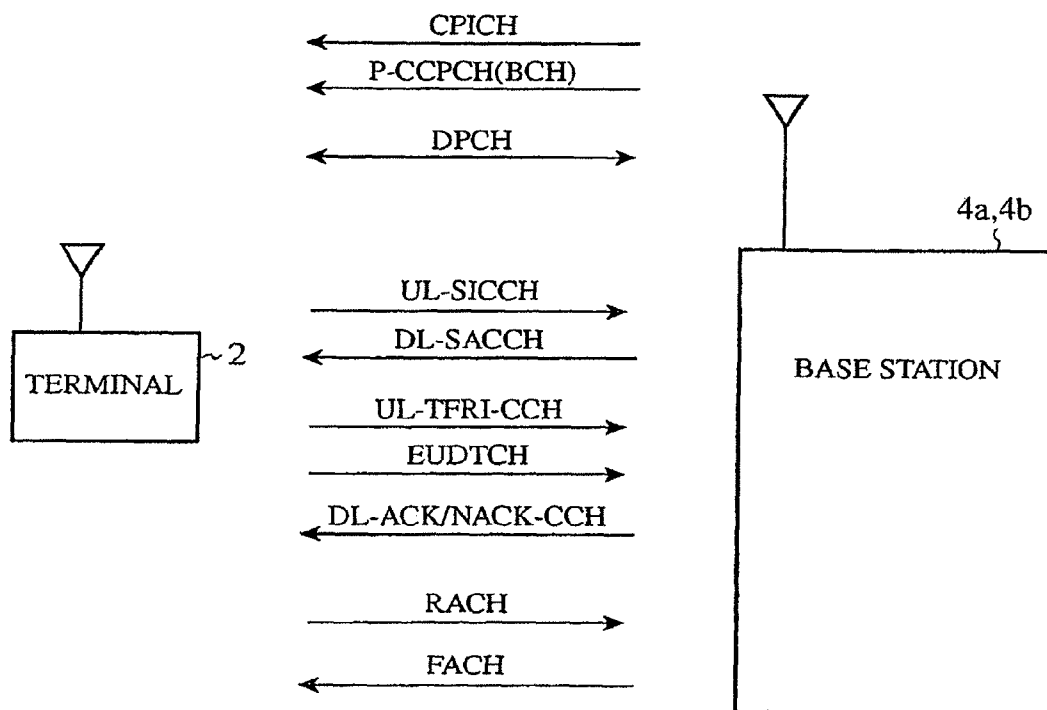 CPICH
P-CCPCH(BCH)
DPCH
4a,4b
UL-SICCH
DL-SACCH
2
TERMINAL
BASE STATION
UL-TFRI-CCH
EUDTCH
DL-ACK/NACK-CCH
RACH
FACH